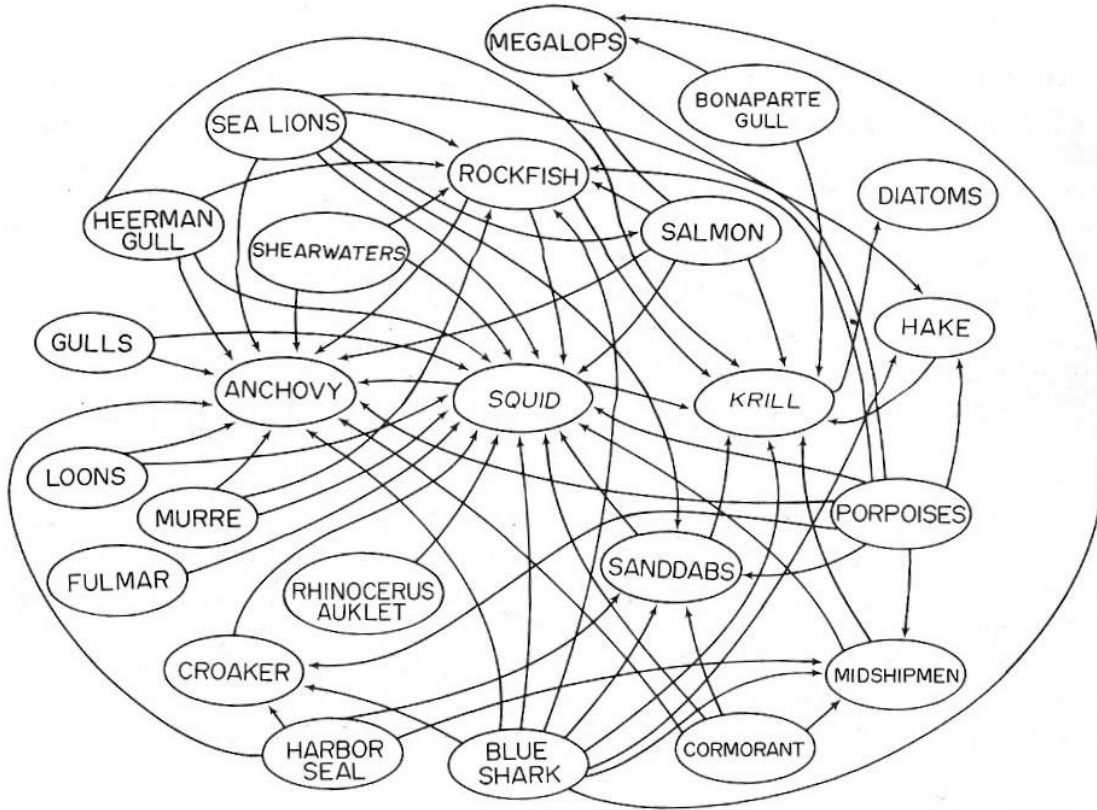 MEGALOPS
BONAPARTE
GULL
SEA LIONS
ROCKFISH
DIATOMS
HEERMAN
GULL
SHEARWATERS
SALMON
GULLS
HAKE
ANCHOVY
SQUID
KRILL
LOONS
MURRE
PORPOISES
FULMAR
RHINOCERUS
AUKLET
SANDDABS
CROAKER
MIDSHIPMEN
HARBOR
SEAL
BLUE
SHARK
CORMORANT